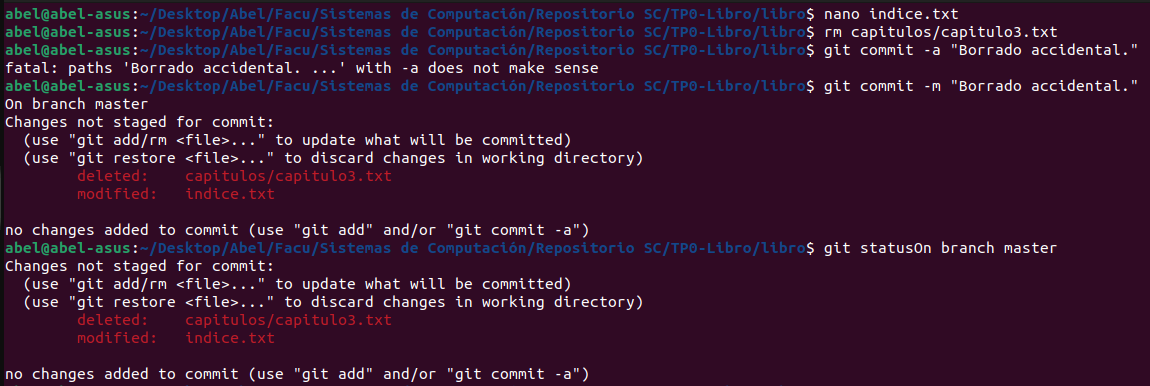 abel@abel-asus:~/Desktop/Abel/Facu/Sistemas de Computación/Repositorio SC/TP0-Libro/libro$ nano indice.txt
abel@abel-asus:~/Desktop/Abel/Facu/Sistemas de Computación/Repositorio SC/TP0-Libro/libro$ rm capitulos/capitulo3.txt
abel@abel-asus:~/Desktop/Abel/Facu/Sistemas de Computación/Repositorio SC/TP0-Libro/libro$ git commit -a "Borrado accidental."
fatal: paths 'Borrado accidental. ...' with -a does not make sense
abel@abel-asus:~/Desktop/Abel/Facu/Sistemas de Computación/Repositorio SC/TP0-Libro/libro$ git commit -m "Borrado accidental."
On branch master
Changes not staged for commit:
  (use "git add/rm <file>..." to update what will be committed)
  (use "git restore <file>..." to discard changes in working directory)
        deleted:    capitulos/capitulo3.txt
        modified:   indice.txt

no changes added to commit (use "git add" and/or "git commit -a")
abel@abel-asus:~/Desktop/Abel/Facu/Sistemas de Computación/Repositorio SC/TP0-Libro/libro$ git statusOn branch master
Changes not staged for commit:
  (use "git add/rm <file>..." to update what will be committed)
  (use "git restore <file>..." to discard changes in working directory)
        deleted:    capitulos/capitulo3.txt
        modified:   indice.txt

no changes added to commit (use "git add" and/or "git commit -a")